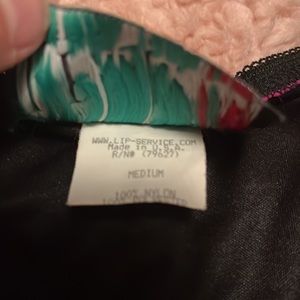 WWW.LIP-SERVICE.COM
Made in U.S.A.
R/N# (79627)
MEDIUM
100% NYLON